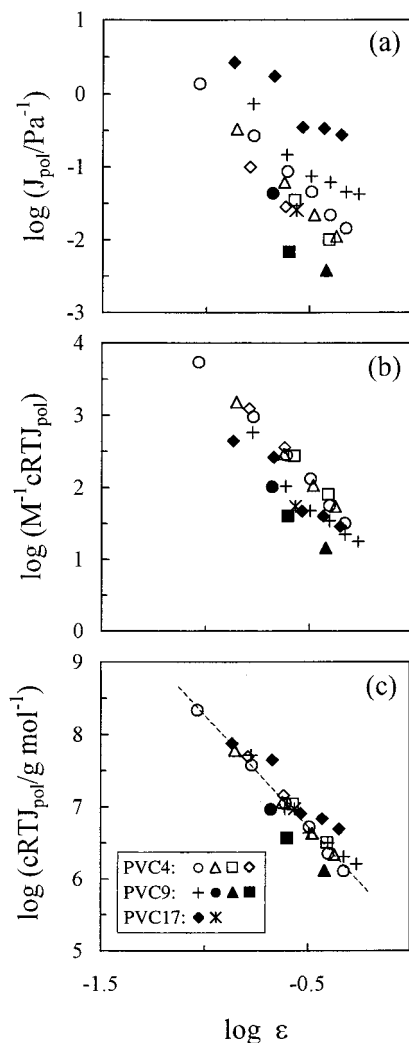 (a)
1
0
-1
-2
-3
log (J_pol/Pa⁻¹)
(b)
4
3
2
1
0
log (M⁻¹cRTJ_pol)
(c)
9
8
7
6
5
log (cRTJ_pol/g mol⁻¹)
PVC4: ○ △ □ ◇
PVC9: + ● ▲ ■
PVC17: ◆ ✳
-1.5 -1 -0.5
log ε